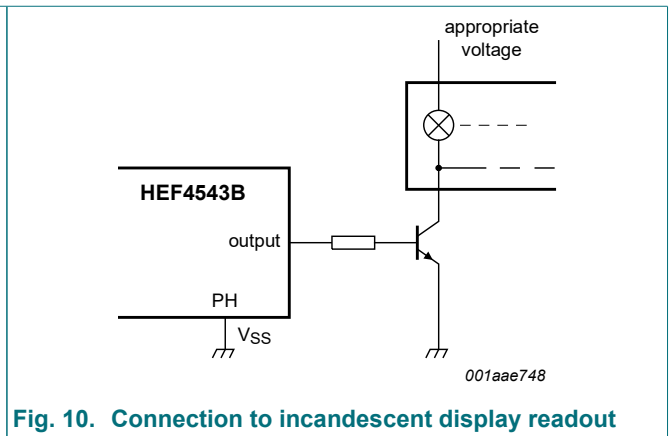 appropriate
voltage
HEF4543B
output
PH
VSS
001aae748
Fig. 10. Connection to incandescent display readout